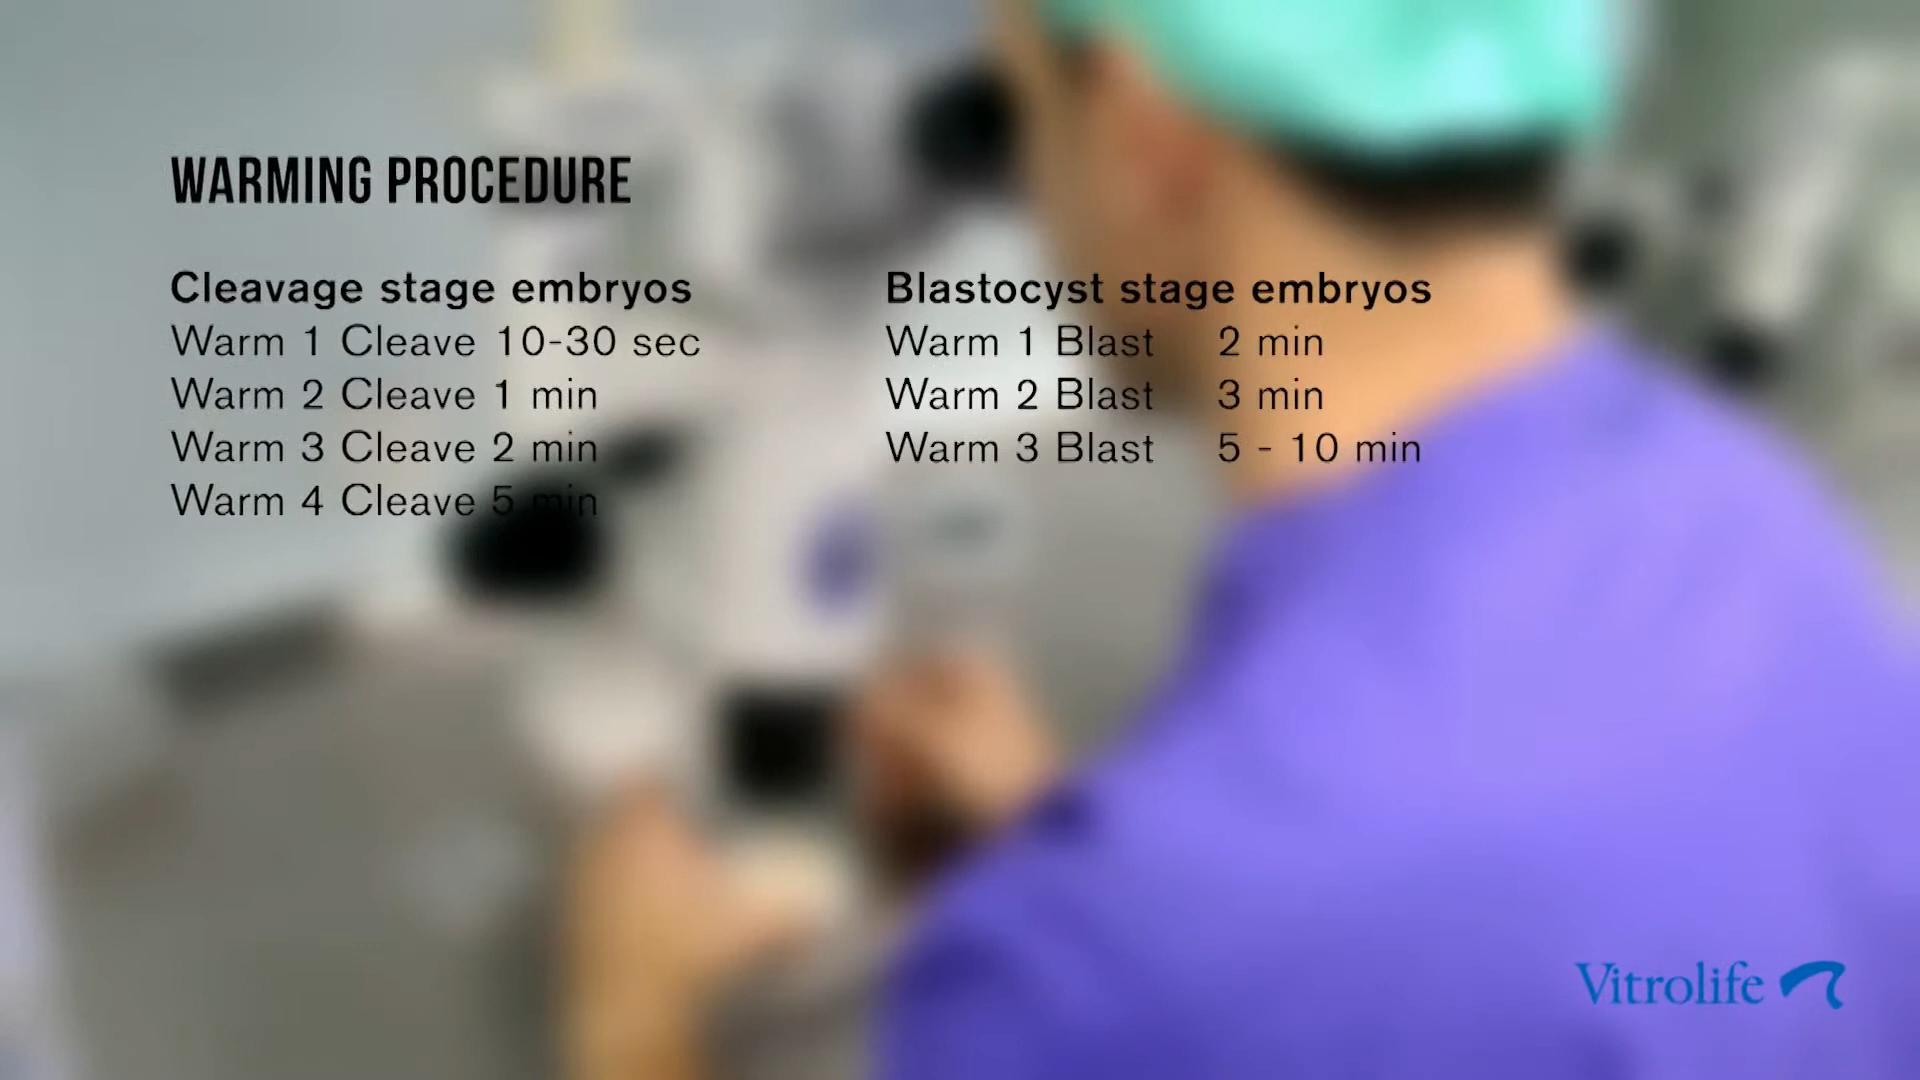 WARMING PROCEDURE
Cleavage stage embryos
Warm 1 Cleave 10-30 sec
Warm 2 Cleave 1 min
Warm 3 Cleave 2 min
Warm 4 Cleave 5 min
Blastocyst stage embryos
Warm 1 Blast 2 min
Warm 2 Blast 3 min
Warm 3 Blast 5 - 10 min
Vitrolife